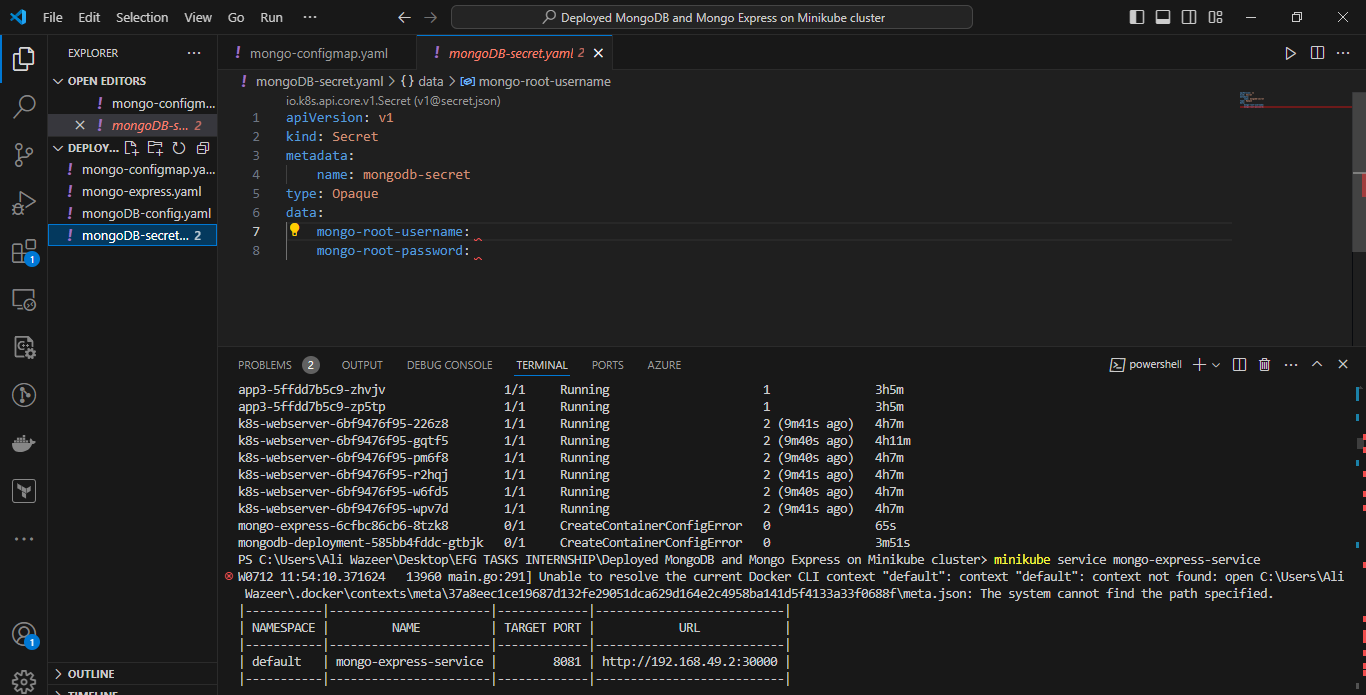 File Edit Selection View Go Run ··· Deployed MongoDB and Mongo Express on Minikube cluster
EXPLORER ···
OPEN EDITORS
! mongo-configm...
! mongoDB-s... 2
DEPLOY...
! mongo-configmap.ya...
! mongo-express.yaml
! mongoDB-config.yaml
! mongoDB-secret... 2
1
1
OUTLINE
! mongo-configmap.yaml ! mongoDB-secret.yaml 2
! mongoDB-secret.yaml > {} data > mongo-root-username
io.k8s.api.core.v1.Secret (v1@secret.json)
1 apiVersion: v1
2 kind: Secret
3 metadata:
4 name: mongodb-secret
5 type: Opaque
6 data:
7 mongo-root-username:
8 mongo-root-password:
PROBLEMS 2 OUTPUT DEBUG CONSOLE TERMINAL PORTS AZURE powershell
app3-5ffdd7b5c9-zhvjv 1/1 Running 1 3h5m
app3-5ffdd7b5c9-zp5tp 1/1 Running 1 3h5m
k8s-webserver-6bf9476f95-226z8 1/1 Running 2 (9m41s ago) 4h7m
k8s-webserver-6bf9476f95-gqtf5 1/1 Running 2 (9m40s ago) 4h11m
k8s-webserver-6bf9476f95-pm6f8 1/1 Running 2 (9m40s ago) 4h7m
k8s-webserver-6bf9476f95-r2hqj 1/1 Running 2 (9m41s ago) 4h7m
k8s-webserver-6bf9476f95-w6fd5 1/1 Running 2 (9m40s ago) 4h7m
k8s-webserver-6bf9476f95-wpv7d 1/1 Running 2 (9m41s ago) 4h7m
mongo-express-6cfbc86cb6-8tzk8 0/1 CreateContainerConfigError 0 65s
mongodb-deployment-585bb4fddc-gtbjk 0/1 CreateContainerConfigError 0 3m51s
PS C:\Users\Ali Wazeer\Desktop\EFG TASKS INTERNSHIP\Deployed MongoDB and Mongo Express on Minikube cluster> minikube service mongo-express-service
W0712 11:54:10.371624 13960 main.go:291] Unable to resolve the current Docker CLI context "default": context "default": context not found: open C:\Users\Ali
Wazeer\.docker\contexts\meta\37a8eec1ce19687d132fe29051dca629d164e2c4958ba141d5f4133a33f0688f\meta.json: The system cannot find the path specified.
|-----------|-----------------------|-------------|---------------------------|
| NAMESPACE | NAME | TARGET PORT | URL |
|-----------|-----------------------|-------------|---------------------------|
| default | mongo-express-service | 8081 | http://192.168.49.2:30000 |
|-----------|-----------------------|-------------|---------------------------|